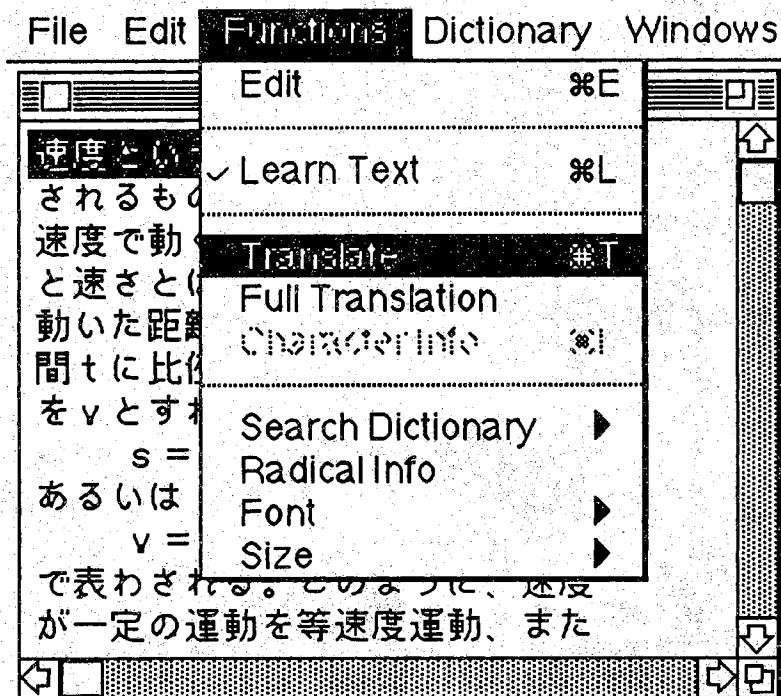 File Edit Functions Dictionary Windows
Edit ⌘E
✓ Learn Text ⌘L
Translate ⌘T
Full Translation
Character Info ⌘I
Search Dictionary ▶
Radical Info
Font ▶
Size ▶
速度とい
されるもの
速度で動く
と速さとは
動いた距離
間tに比例
をvとすれ
s =
あるいは
v =
で表わされる。このように、速度
が一定の運動を等速度運動、また